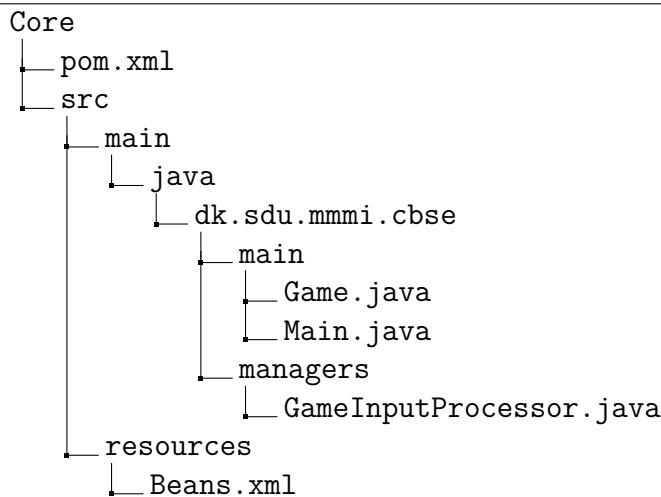 Core
pom.xml
src
main
java
dk.sdu.mmmi.cbse
main
Game.java
Main.java
managers
GameInputProcessor.java
resources
Beans.xml